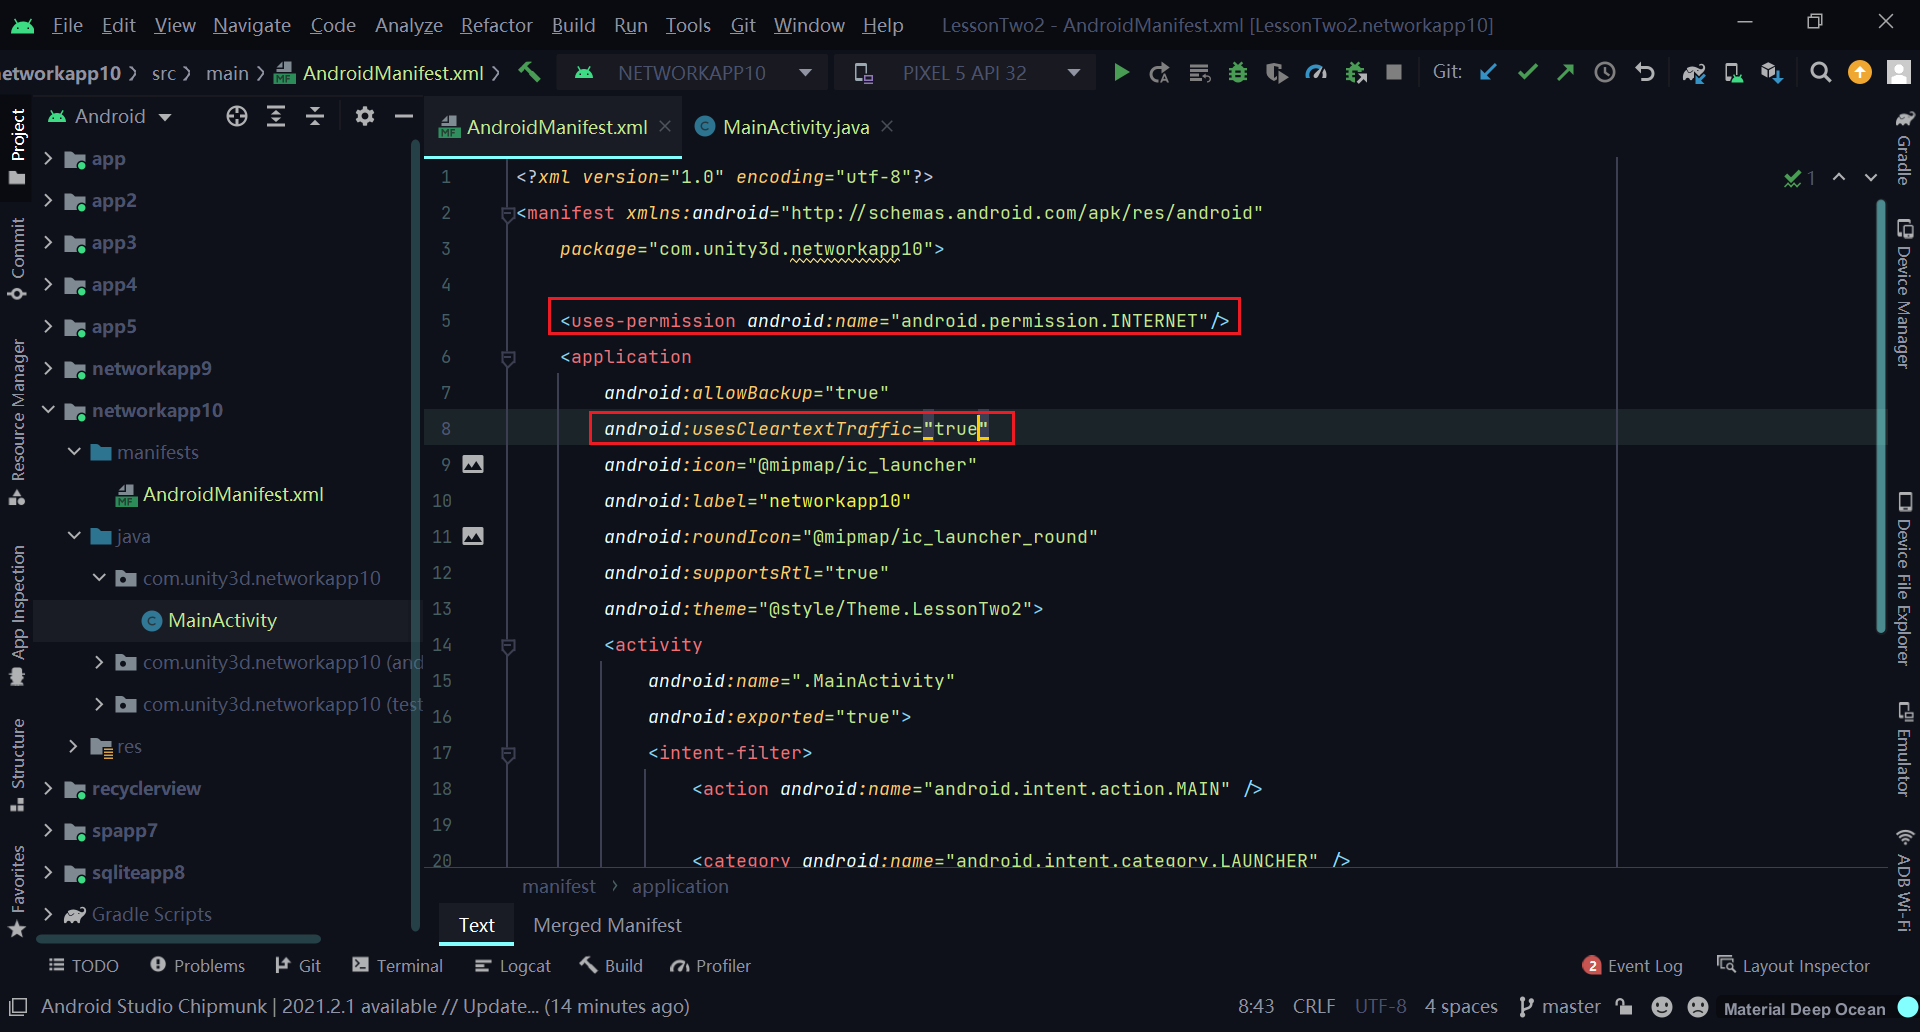 File Edit View Navigate Code Analyze Refactor Build Run Tools Git Window Help LessonTwo2 - AndroidManifest.xml [LessonTwo2.networkapp10]
etworkapp10 src main AndroidManifest.xml NETWORKAPP10 PIXEL 5 API 32 Git:
Android
AndroidManifest.xml
MainActivity.java
Project
Commit
Resource Manager
App Inspection
Structure
Favorites
app
app2
app3
app4
app5
networkapp9
networkapp10
manifests
AndroidManifest.xml
java
com.unity3d.networkapp10
MainActivity
com.unity3d.networkapp10 (and
com.unity3d.networkapp10 (test
res
recyclerview
spapp7
sqliteapp8
Gradle Scripts
1 <?xml version="1.0" encoding="utf-8"?>
2 <manifest xmlns:android="http://schemas.android.com/apk/res/android"
3 package="com.unity3d.networkapp10">
4
5 <uses-permission android:name="android.permission.INTERNET"/>
6 <application
7 android:allowBackup="true"
8 android:usesCleartextTraffic="true"
9 android:icon="@mipmap/ic_launcher"
10 android:label="networkapp10"
11 android:roundIcon="@mipmap/ic_launcher_round"
12 android:supportsRtl="true"
13 android:theme="@style/Theme.LessonTwo2">
14 <activity
15 android:name=".MainActivity"
16 android:exported="true">
17 <intent-filter>
18 <action android:name="android.intent.action.MAIN" />
19
20 <category android:name="android.intent.category.LAUNCHER" />
1
manifest application
Text Merged Manifest
Gradle
Device Manager
Device File Explorer
Emulator
ADB Wi-Fi
TODO Problems Git Terminal Logcat Build Profiler 2 Event Log Layout Inspector
Android Studio Chipmunk | 2021.2.1 available // Update... (14 minutes ago) 8:43 CRLF UTF-8 4 spaces master Material Deep Ocean